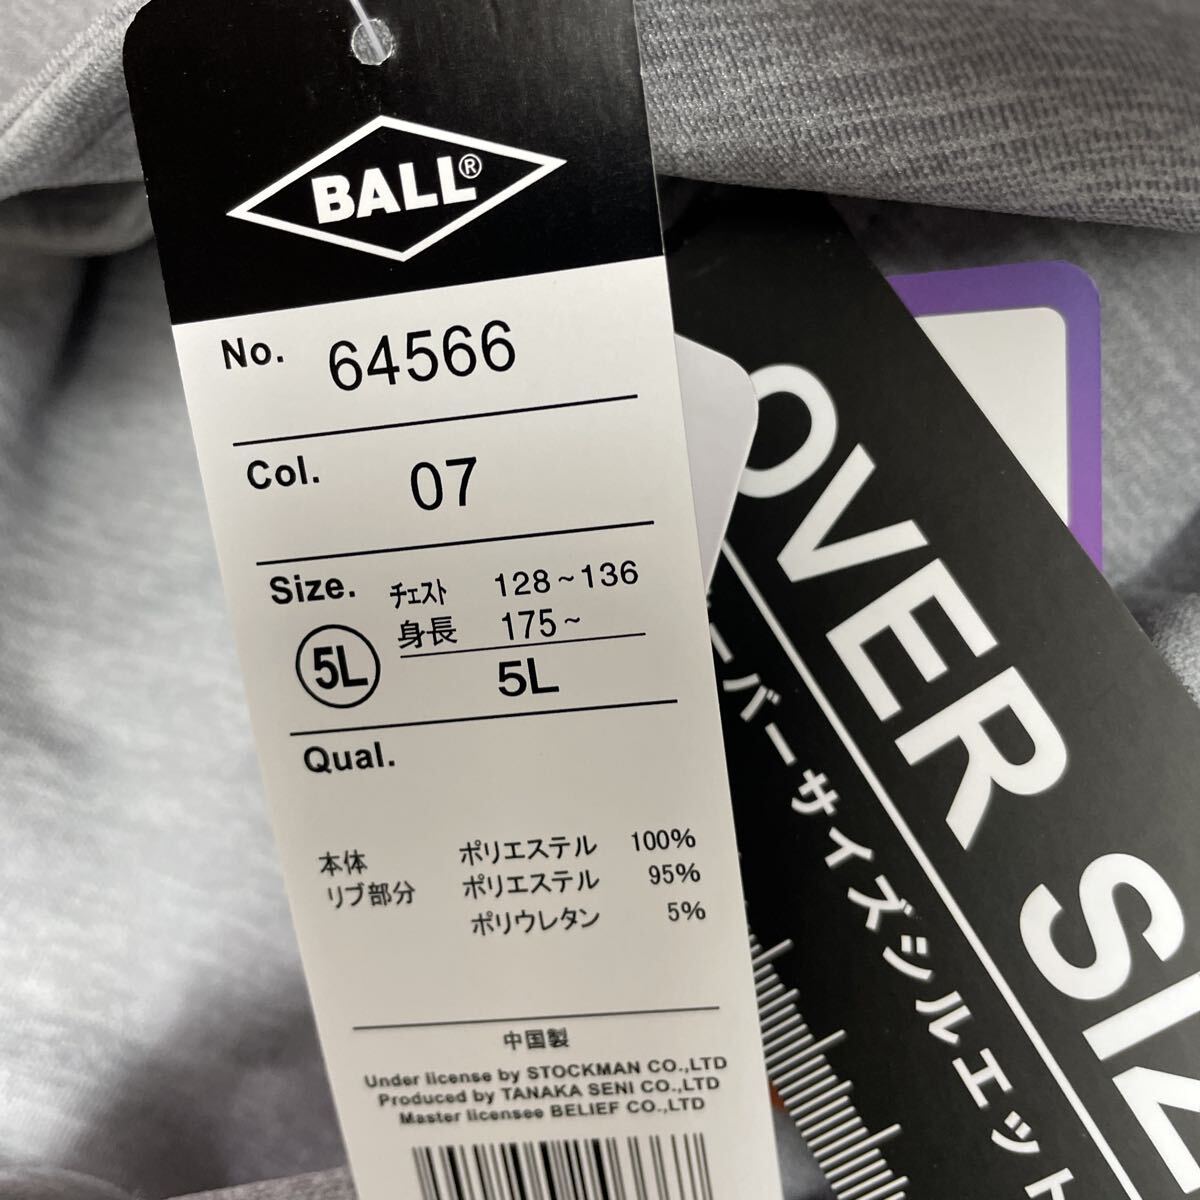 BALL®
No. 64566
Col. 07
Size. チェスト 128~136
身長 175~
5L 5L
Qual.
本体 ポリエステル 100%
リブ部分 ポリエステル 95%
ポリウレタン 5%
中国製
Under license by STOCKMAN CO.,LTD
Produced by TANAKA SENI CO.,LTD
Master licensee BELIEF CO.,LTD
OVER SIZ
ーバーサイズシルエット